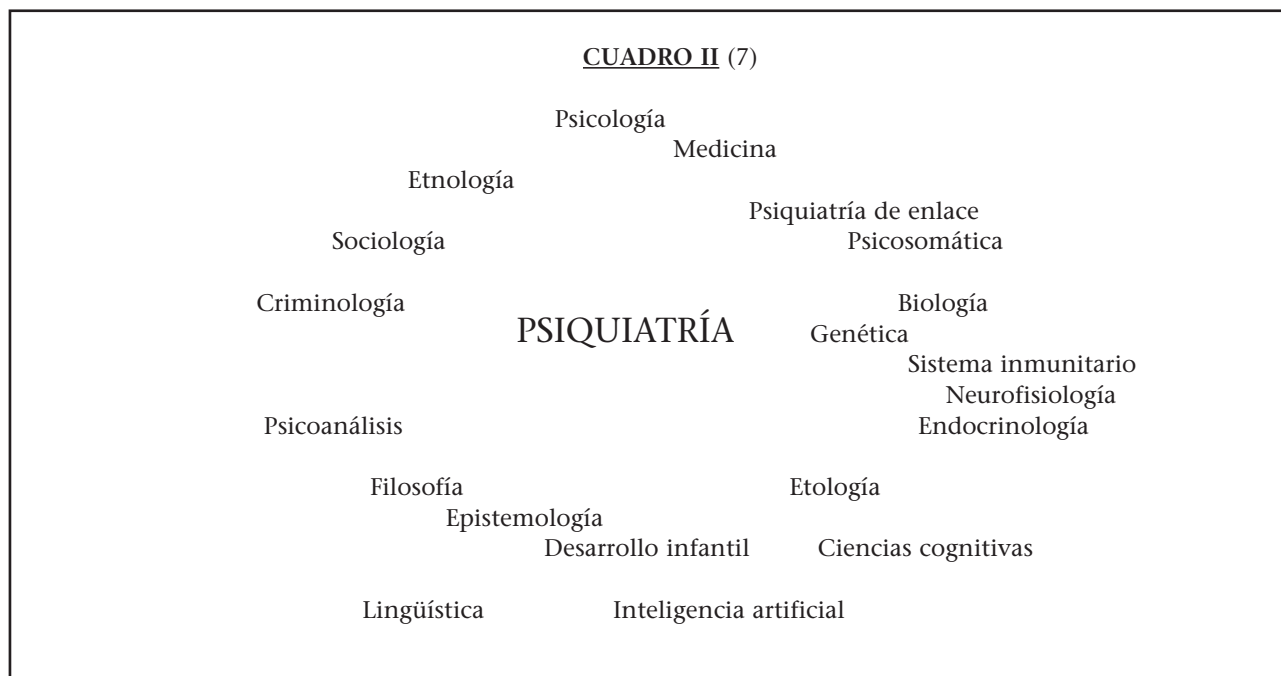 CUADRO II (7)
Psicología
Medicina
Etnología
Psiquiatría de enlace
Sociología Psicosomática
Criminología Biología
PSIQUIATRÍA Genética
Sistema inmunitario
Neurofisiología
Psicoanálisis Endocrinología
Filosofía Etología
Epistemología
Desarrollo infantil Ciencias cognitivas
Lingüística Inteligencia artificial